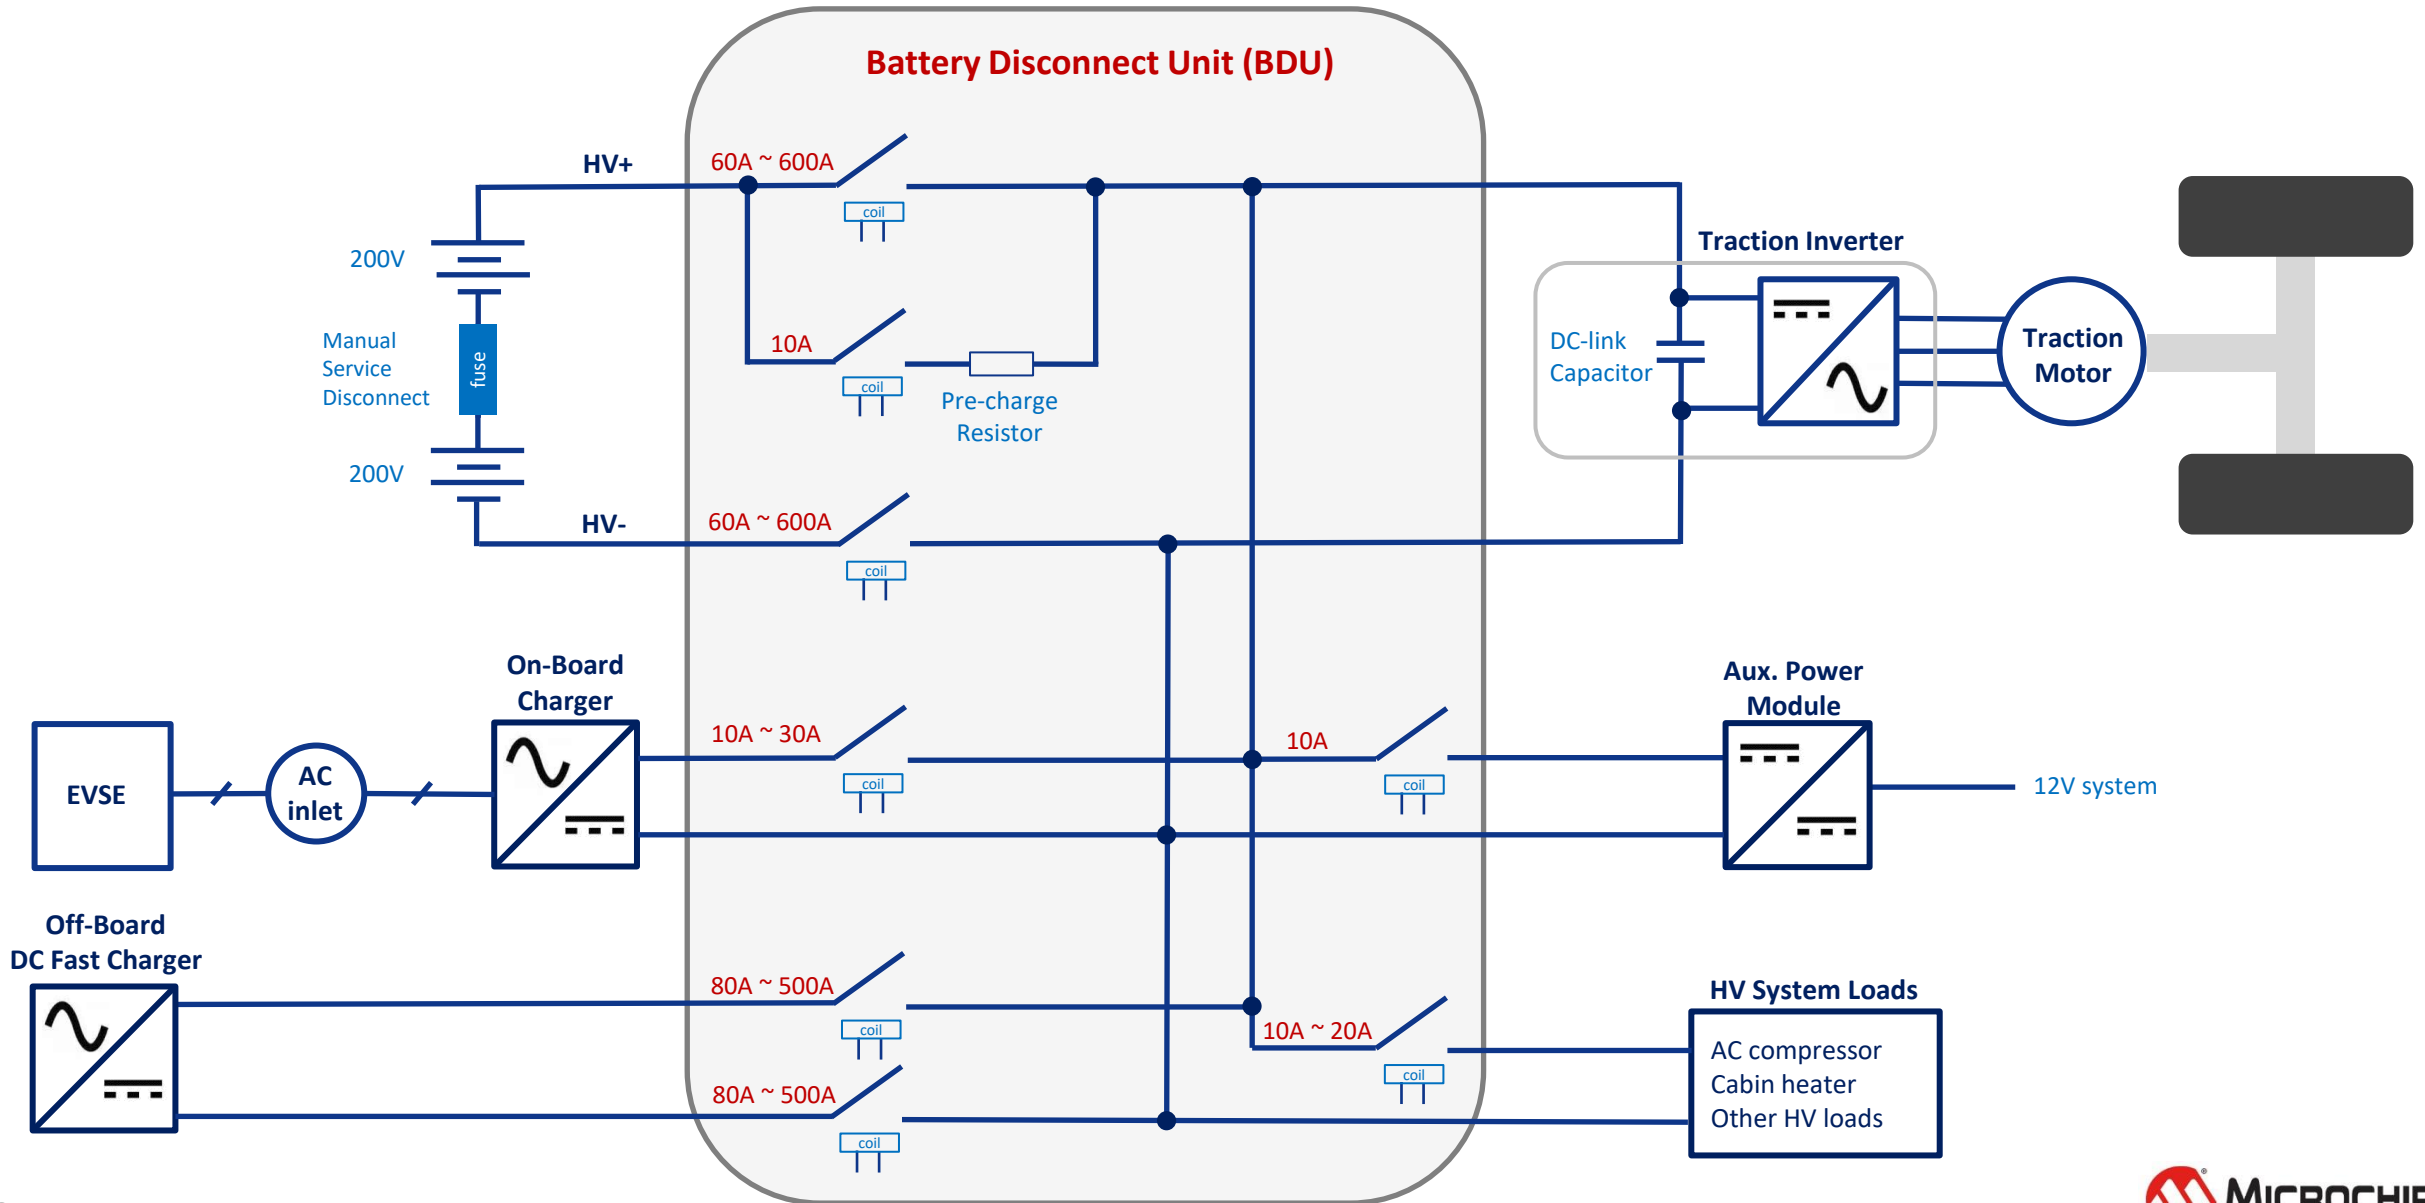 Battery Disconnect Unit (BDU)
HV+
60A ~ 600A
coil
200V
Traction Inverter
Manual
Service
Disconnect
fuse
10A
coil
Pre-charge
Resistor
DC-link
Capacitor
Traction
Motor
200V
HV-
60A ~ 600A
coil
On-Board
Charger
Aux. Power
Module
EVSE
AC
inlet
10A ~ 30A
coil
10A
coil
12V system
Off-Board
DC Fast Charger
80A ~ 500A
coil
80A ~ 500A
coil
10A ~ 20A
coil
HV System Loads
AC compressor
Cabin heater
Other HV loads
MICROCHIP